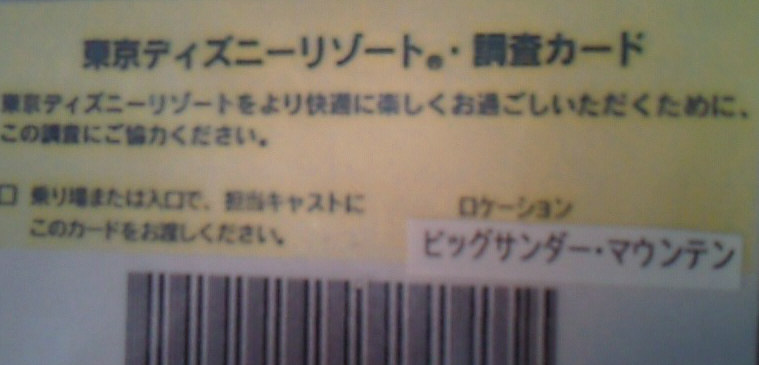 東京ディズニーリゾート®・調査カード
東京ディズニーリゾートをより快適に楽しくお過ごしいただくために、
この調査にご協力ください。
□ 乗り場または入口で、担当キャストに
このカードをお渡しください。
ロケーション
ビッグサンダー・マウンテン